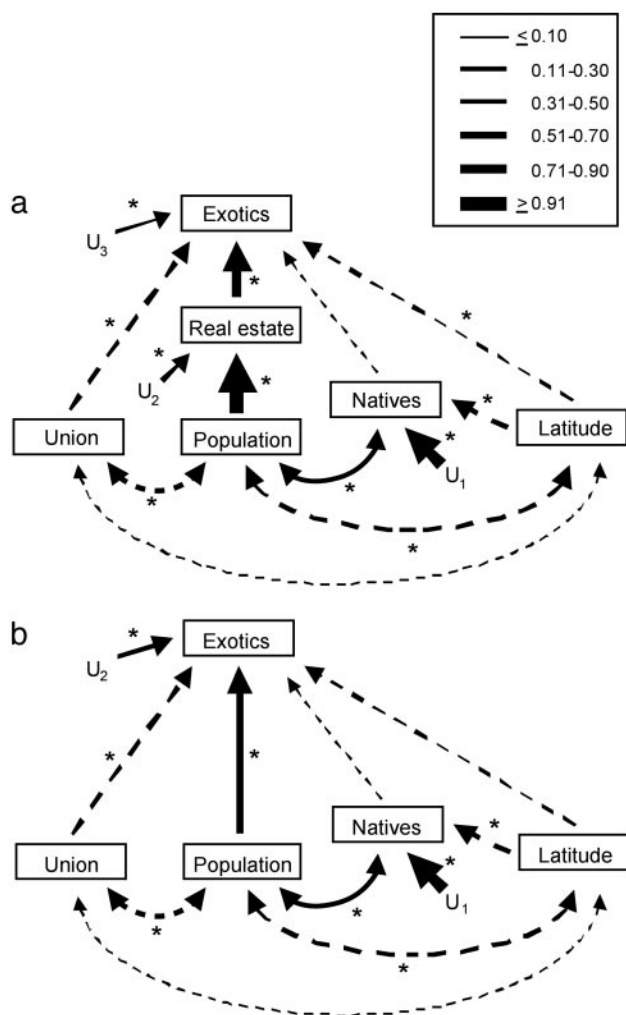 ≤ 0.10
0.11-0.30
0.31-0.50
0.51-0.70
0.71-0.90
≥ 0.91
a
*
Exotics
U3
*
*
*
Real estate
*
U2
*
Natives
*
Union
Population
*
Latitude
*
*
U1
*
b
*
Exotics
U2
*
*
Natives
*
Union
Population
*
Latitude
*
*
U1
*